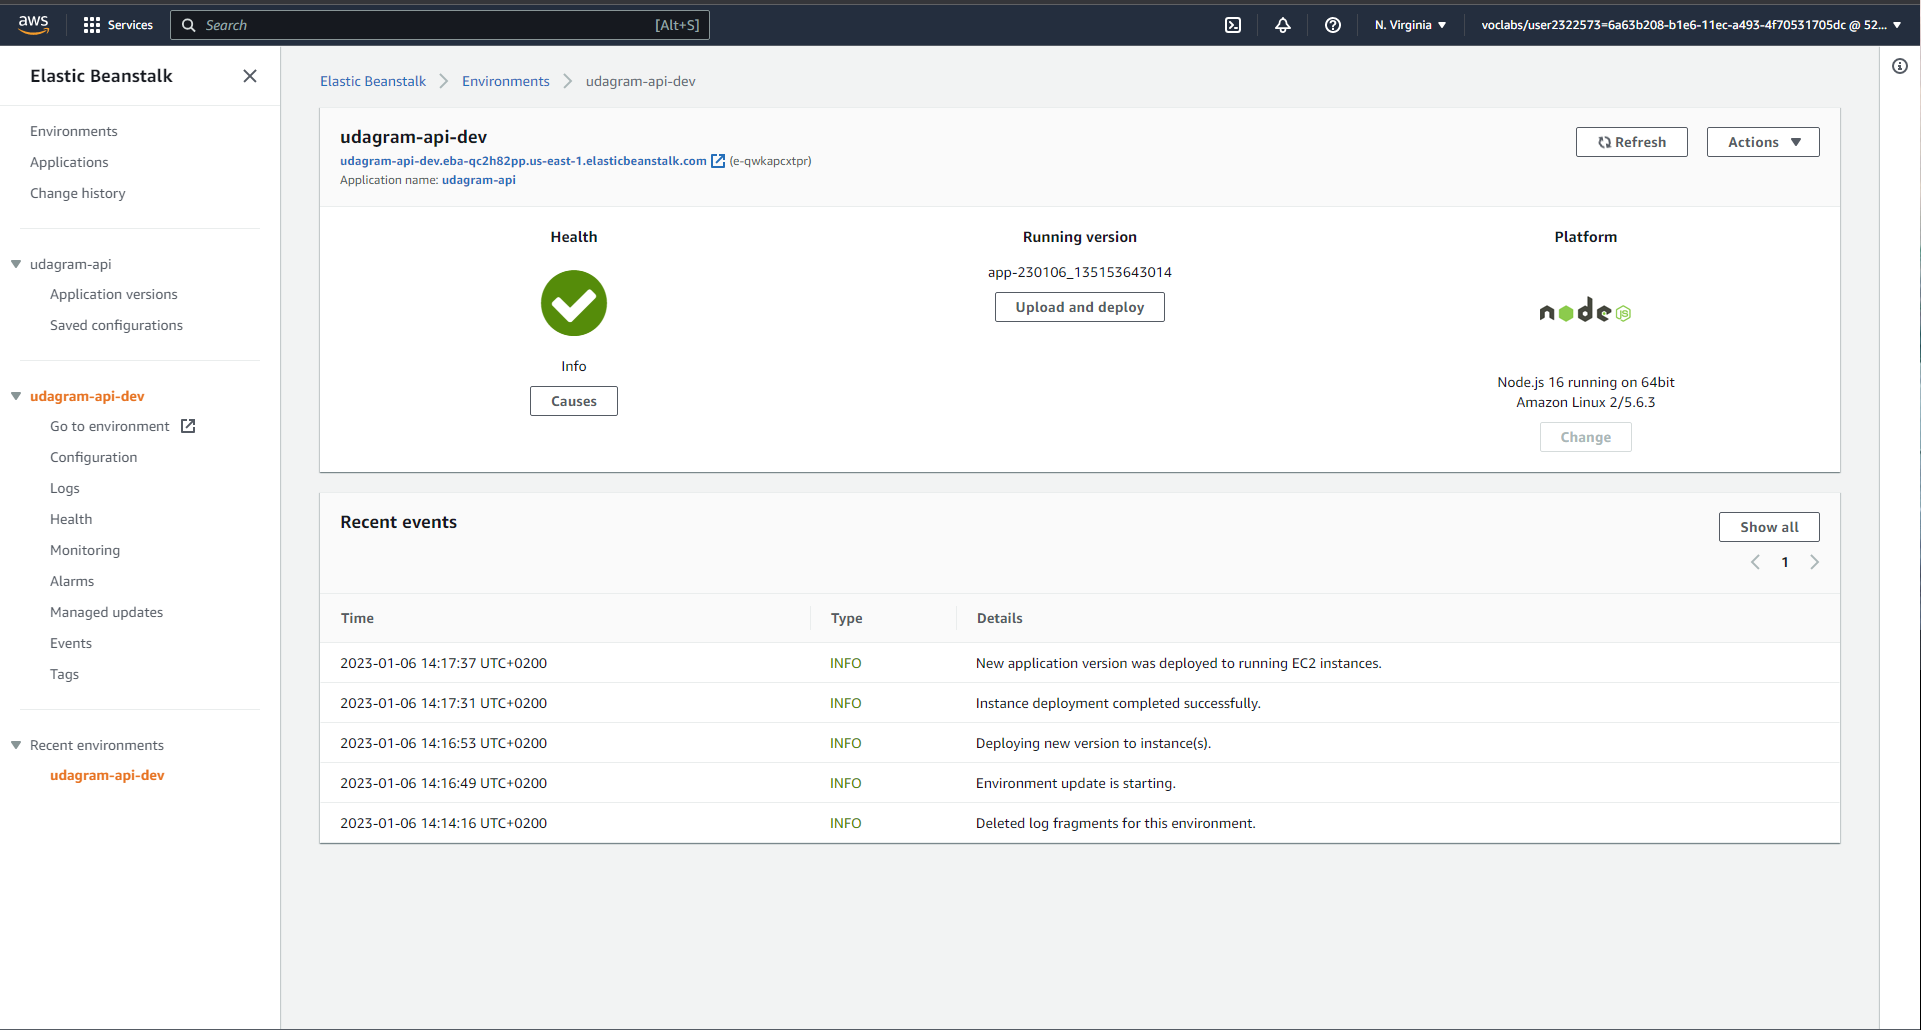 aws
Services
Search [Alt+S]
N. Virginia
voclabs/user2322573=6a63b208-b1e6-11ec-a493-4f70531705dc @ 52...
Elastic Beanstalk
Environments
Applications
Change history
udagram-api
Application versions
Saved configurations
udagram-api-dev
Go to environment
Configuration
Logs
Health
Monitoring
Alarms
Managed updates
Events
Tags
Recent environments
udagram-api-dev
Elastic Beanstalk > Environments > udagram-api-dev
udagram-api-dev
udagram-api-dev.eba-qc2h82pp.us-east-1.elasticbeanstalk.com (e-qwkapcxtpr)
Application name: udagram-api
Refresh
Actions
Health
Info
Causes
Running version
app-230106_135153643014
Upload and deploy
Platform
node JS
Node.js 16 running on 64bit
Amazon Linux 2/5.6.3
Change
Recent events
Show all
1
Time Type Details
2023-01-06 14:17:37 UTC+0200 INFO New application version was deployed to running EC2 instances.
2023-01-06 14:17:31 UTC+0200 INFO Instance deployment completed successfully.
2023-01-06 14:16:53 UTC+0200 INFO Deploying new version to instance(s).
2023-01-06 14:16:49 UTC+0200 INFO Environment update is starting.
2023-01-06 14:14:16 UTC+0200 INFO Deleted log fragments for this environment.